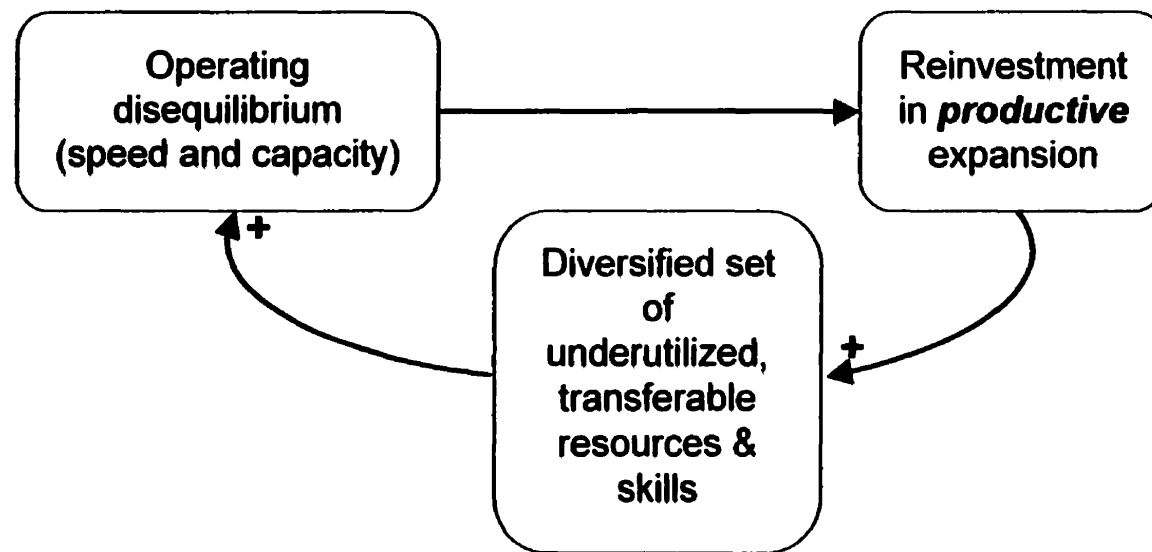 Operating
disequilibrium
(speed and capacity)
Reinvestment
in productive
expansion
+
Diversified set
of
underutilized,
transferable
resources &
skills
+